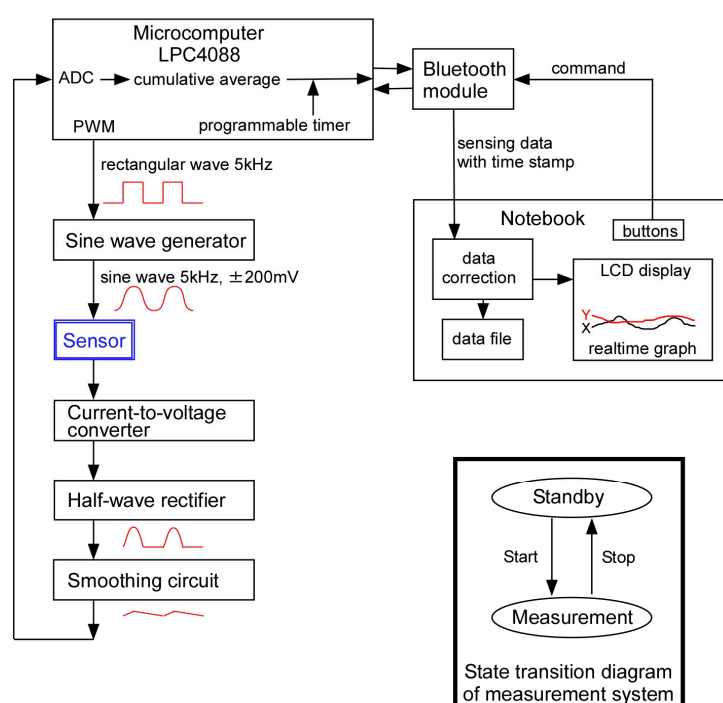 Microcomputer
LPC4088
ADC
cumulative average
PWM
programmable timer
Bluetooth
module
command
rectangular wave 5kHz
sensing data
with time stamp
Sine wave generator
sine wave 5kHz, ±200mV
Sensor
Current-to-voltage
converter
Half-wave rectifier
Smoothing circuit
Notebook
buttons
data
correction
data file
LCD display
Y
X
realtime graph
Standby
Start
Stop
Measurement
State transition diagram
of measurement system